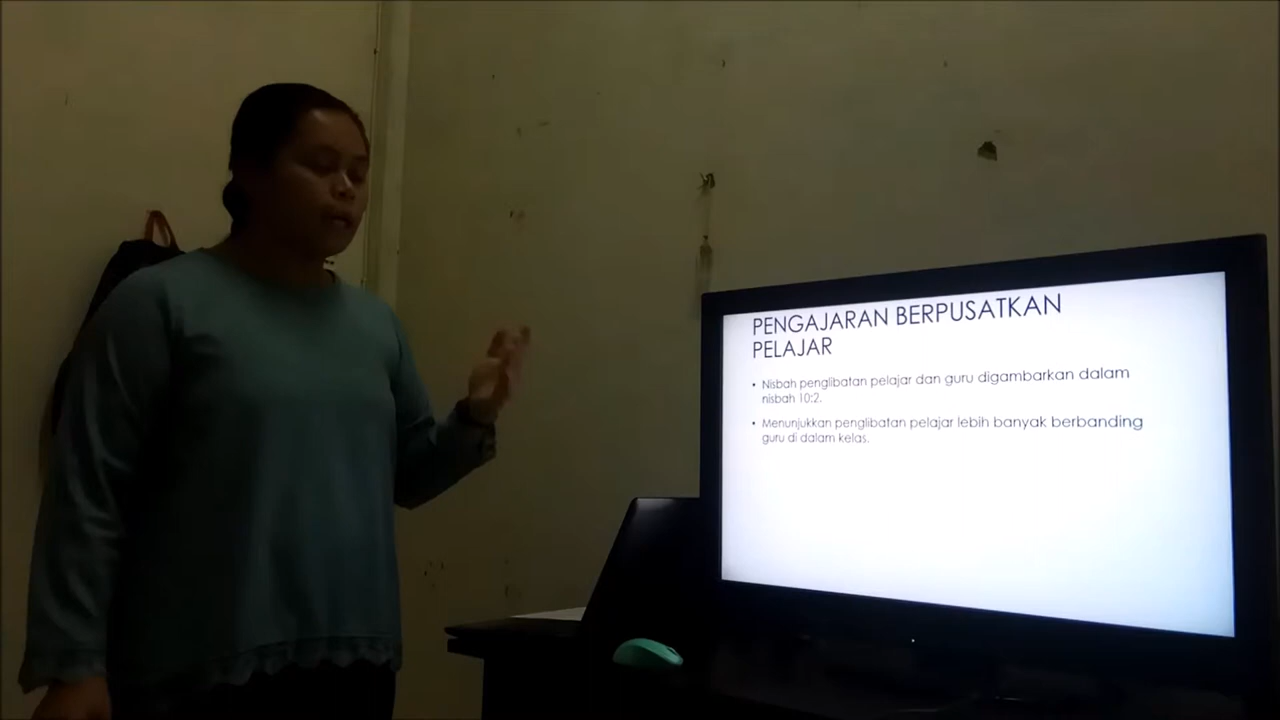 PENGAJARAN BERPUSATKAN
PELAJAR
• Nisbah penglibatan pelajar dan guru digambarkan dalam
nisbah 10:2.
• Menunjukkan penglibatan pelajar lebih banyak berbanding
guru di dalam kelas.